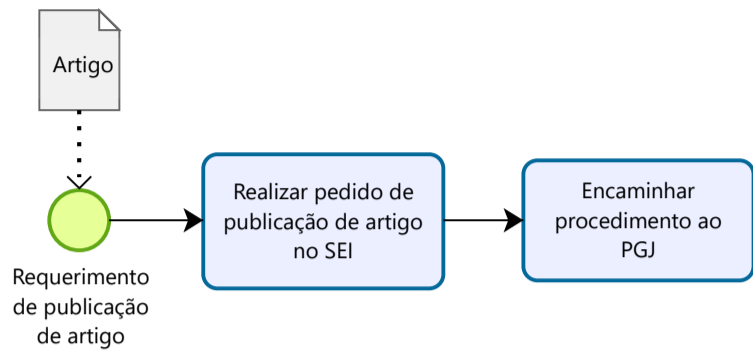 Artigo
Requerimento
de publicação
de artigo
Realizar pedido de
publicação de artigo
no SEI
Encaminhar
procedimento ao
PGJ